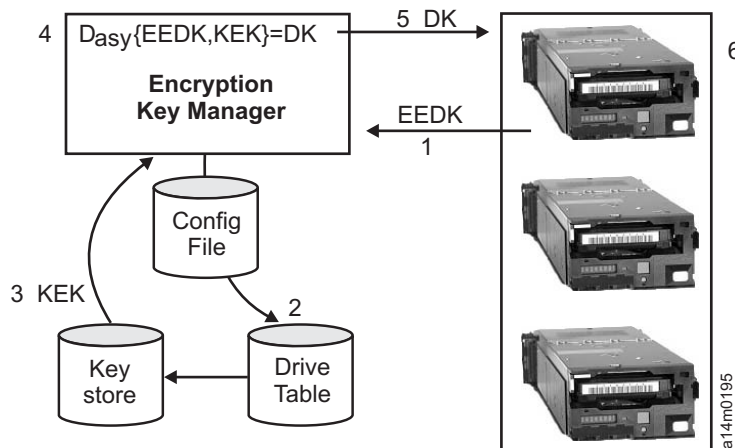 4 Dasy{EEDK,KEK}=DK
Encryption
Key Manager
5 DK
6
EEDK
1
Config
File
3 KEK
2
Key
store
Drive
Table
a14m0195